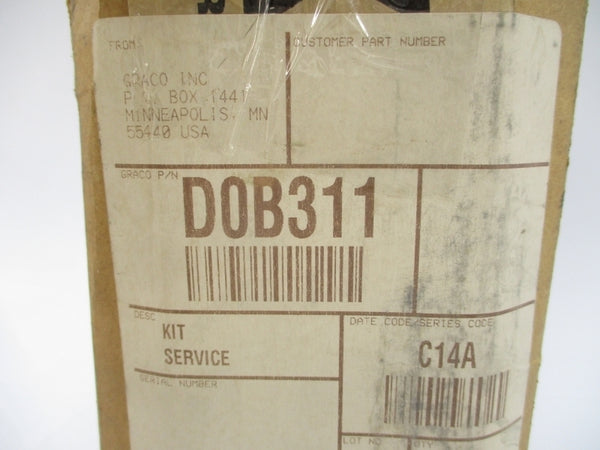 FROM:
CUSTOMER PART NUMBER
GRACO INC
P.O. BOX 1441
MINNEAPOLIS, MN
55440 USA
GRACO P/N
D0B311
DESC
KIT
SERVICE
DATE CODE/SERIES CODE
C14A
SERIAL NUMBER
LOT NO
QTY